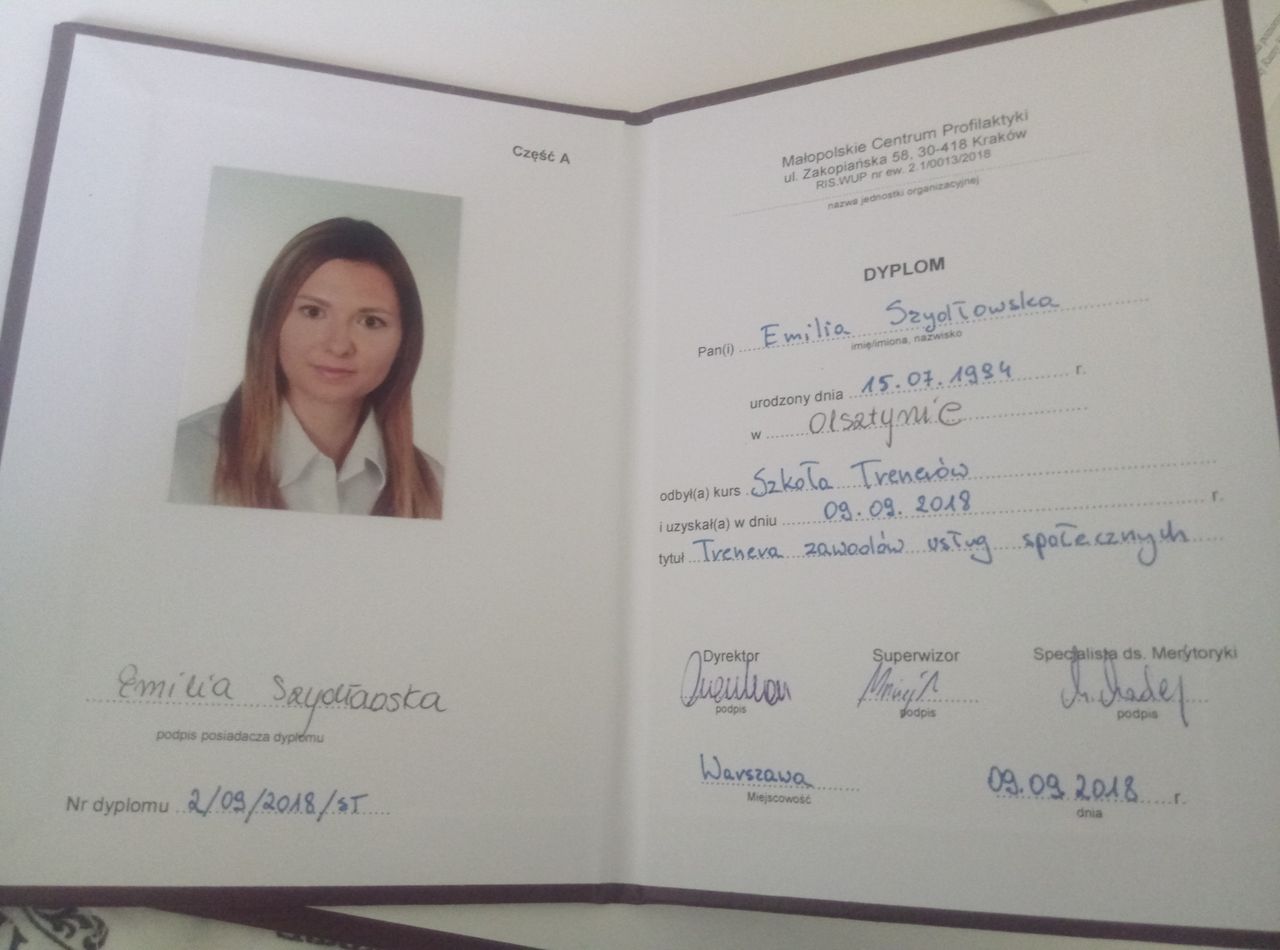 Część A
Emilia Szydłowska
podpis posiadacza dyplomu
Nr dyplomu 2/09/2018/ST
Małopolskie Centrum Profilaktyki
ul. Zakopiańska 58, 30-418 Kraków
RIS.WUP nr ew. 2.1/0013/2018
nazwa jednostki organizacyjnej
DYPLOM
Pan(i) Emilia Szydłowska
imię/imiona, nazwisko
urodzony dnia 15.07.1984 r.
w Olsztynie
odbył(a) kurs Szkoła Trenerów
i uzyskał(a) w dniu 09.09.2018 r.
tytuł Trenera zawodów usług społecznych
Dyrektor Superwizor Specjalista ds. Merytoryki
podpis podpis podpis
Warszawa 09.09.2018 r.
Miejscowość dnia